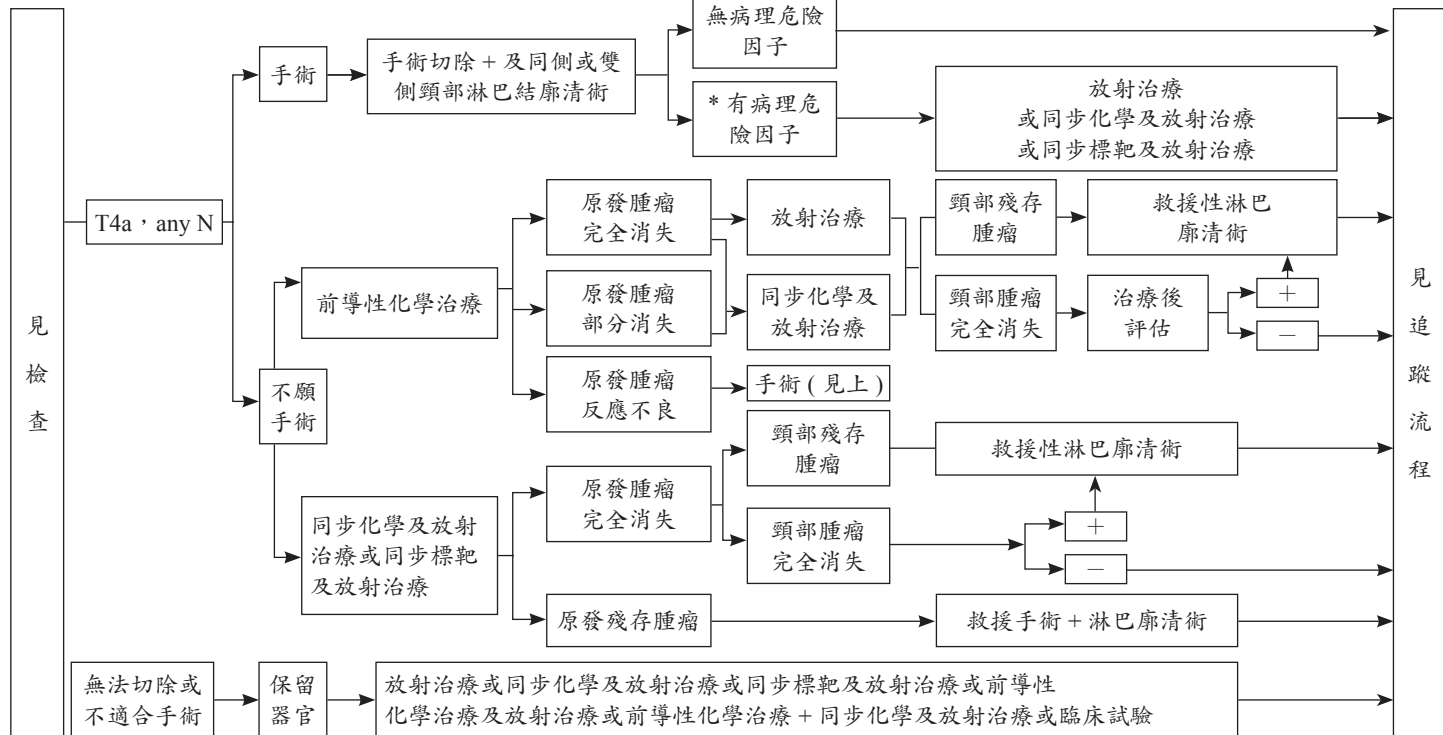 見
檢
查
T4a，any N
手術
手術切除 + 及同側或雙
側頸部淋巴結廓清術
無病理危險
因子
* 有病理危
險因子
放射治療
或同步化學及放射治療
或同步標靶及放射治療
不願
手術
前導性化學治療
原發腫瘤
完全消失
原發腫瘤
部分消失
原發腫瘤
反應不良
放射治療
同步化學及
放射治療
手術 ( 見上 )
頸部殘存
腫瘤
頸部腫瘤
完全消失
救援性淋巴
廓清術
治療後
評估
+
－
同步化學及放射
治療或同步標靶
及放射治療
原發腫瘤
完全消失
原發殘存腫瘤
頸部殘存
腫瘤
頸部腫瘤
完全消失
救援性淋巴廓清術
+
－
救援手術 + 淋巴廓清術
無法切除或
不適合手術
保留
器官
放射治療或同步化學及放射治療或同步標靶及放射治療或前導性
化學治療及放射治療或前導性化學治療 + 同步化學及放射治療或臨床試驗
見
追
蹤
流
程